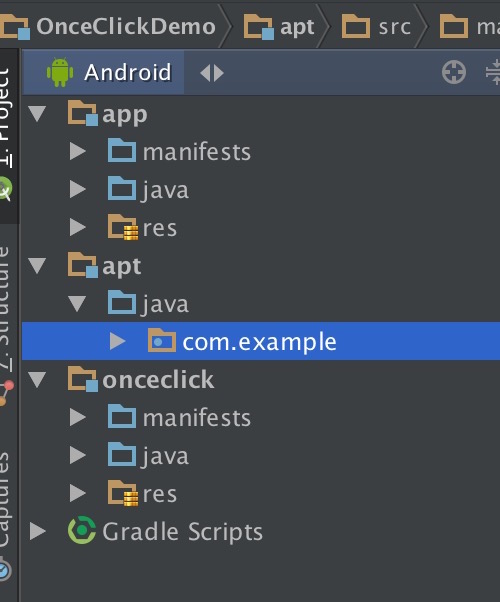 OnceClickDemo apt src
Android
1: Project
app
manifests
java
res
apt
java
com.example
onceclick
manifests
java
res
Gradle Scripts
7: Structure
Captures